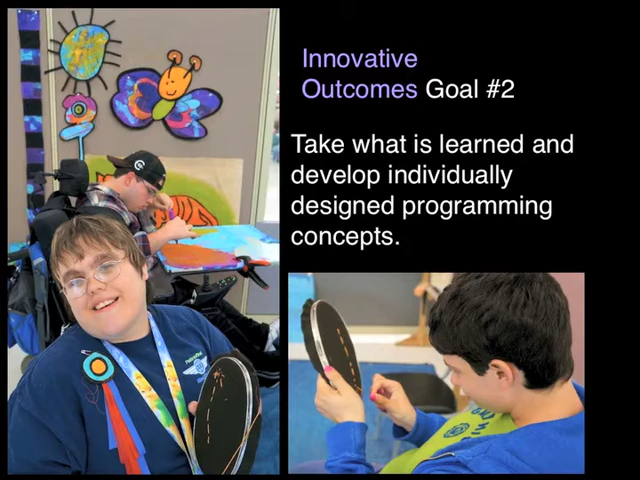 Innovative
Outcomes Goal #2
Take what is learned and
develop individually
designed programming
concepts.